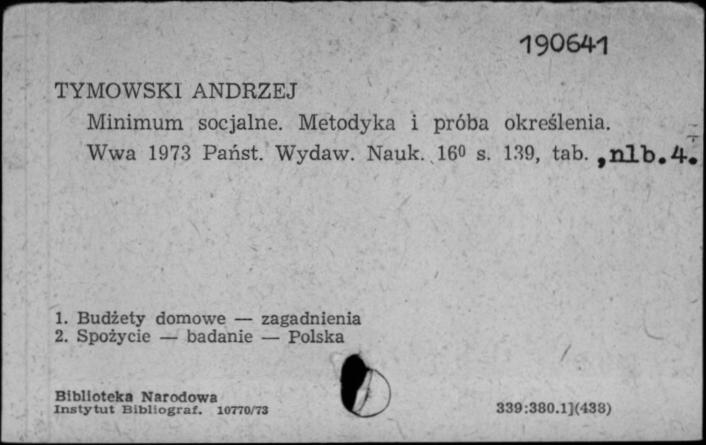 190641
TYMOWSKI ANDRZEJ
Minimum socjalne. Metodyka i próba określenia.
Wwa 1973 Państ. Wydaw. Nauk. 16⁰ s. 139, tab. , nlb. 4.
1. Budżety domowe — zagadnienia
2. Spożycie — badanie — Polska
Biblioteka Narodowa
Instytut Bibliograf. 10770/73
339:380.1](438)